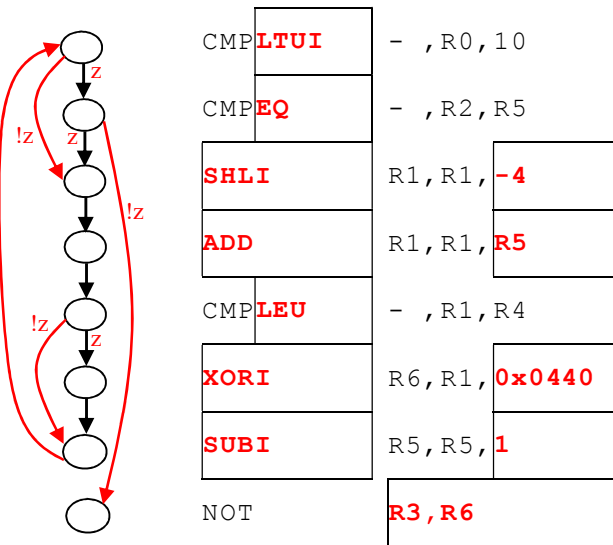 CMPLTUI - ,R0,10
z
CMPEQ - ,R2,R5
!z z
SHLI R1,R1,-4
!z
ADD R1,R1,R5
CMPLEU - ,R1,R4
!z z
XORI R6,R1,0x0440
SUBI R5,R5,1
NOT R3,R6